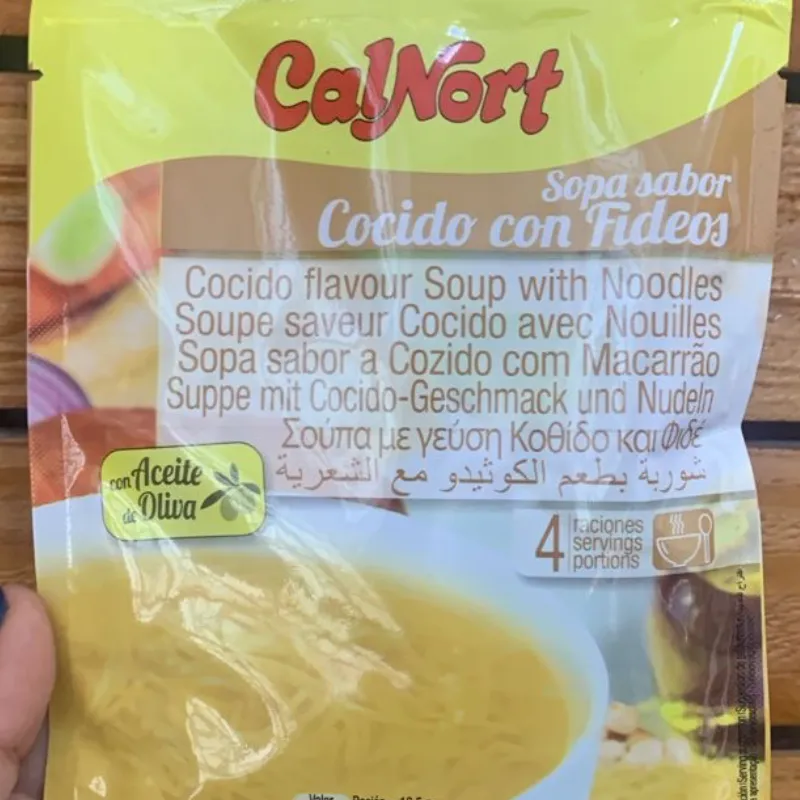 CalNort
Sopa sabor
Cocido con Fideos
Cocido flavour Soup with Noodles
Soupe saveur Cocido avec Nouilles
Sopa sabor a Cozido com Macarrão
Suppe mit Cocido-Geschmack und Nudeln
Σούπα με γεύση Κοθίδο και Φιδέ
شوربة بطعم الكوثيدو مع الشعرية
con Aceite
de Oliva
4 raciones
servings
portions